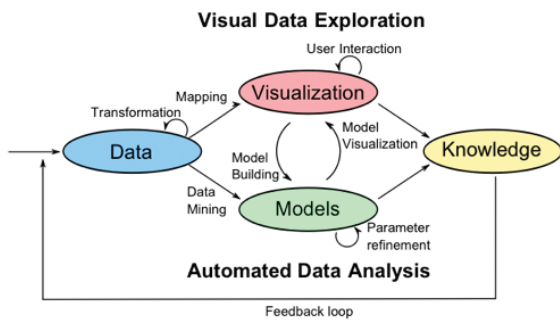 Visual Data Exploration
User Interaction
Visualization
Mapping
Transformation
Data
Model
Visualization
Knowledge
Model
Building
Data
Mining
Models
Parameter
refinement
Automated Data Analysis
Feedback loop